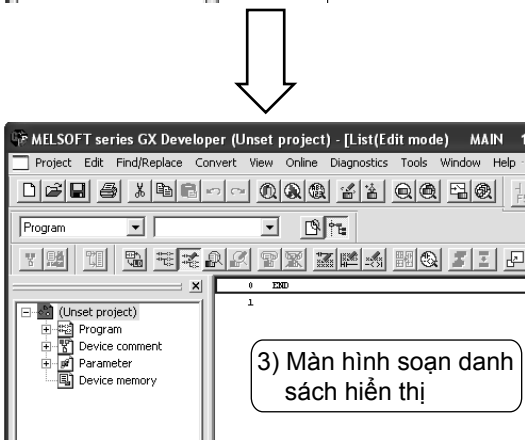 MELSOFT series GX Developer (Unset project) - [List(Edit mode) MAIN 1
Project Edit Find/Replace Convert View Online Diagnostics Tools Window Help
Program
0 END
1
(Unset project)
Program
Device comment
Parameter
Device memory
3) Màn hình soạn danh
sách hiển thị